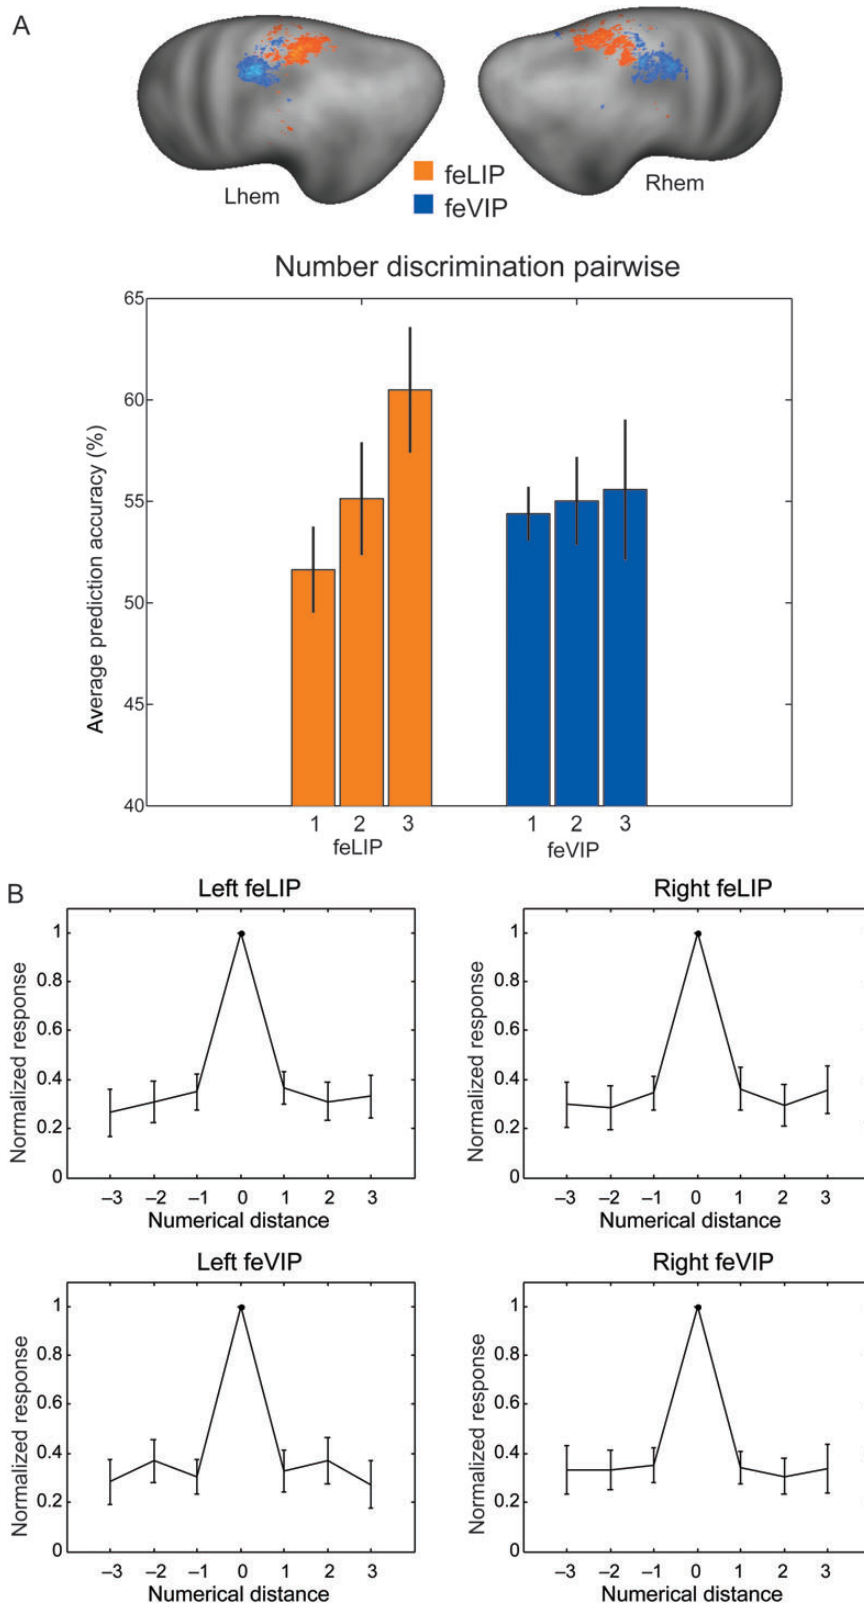 A
Lhem
Rhem
feLIP
feVIP
Number discrimination pairwise
Average prediction accuracy (%)
65
60
55
50
45
40
1 2 3
feLIP
1 2 3
feVIP
B
Left feLIP
Normalized response
1
0.8
0.6
0.4
0.2
0
–3 –2 –1 0 1 2 3
Numerical distance
Right feLIP
Normalized response
1
0.8
0.6
0.4
0.2
0
–3 –2 –1 0 1 2 3
Numerical distance
Left feVIP
Normalized response
1
0.8
0.6
0.4
0.2
0
–3 –2 –1 0 1 2 3
Numerical distance
Right feVIP
Normalized response
1
0.8
0.6
0.4
0.2
0
–3 –2 –1 0 1 2 3
Numerical distance